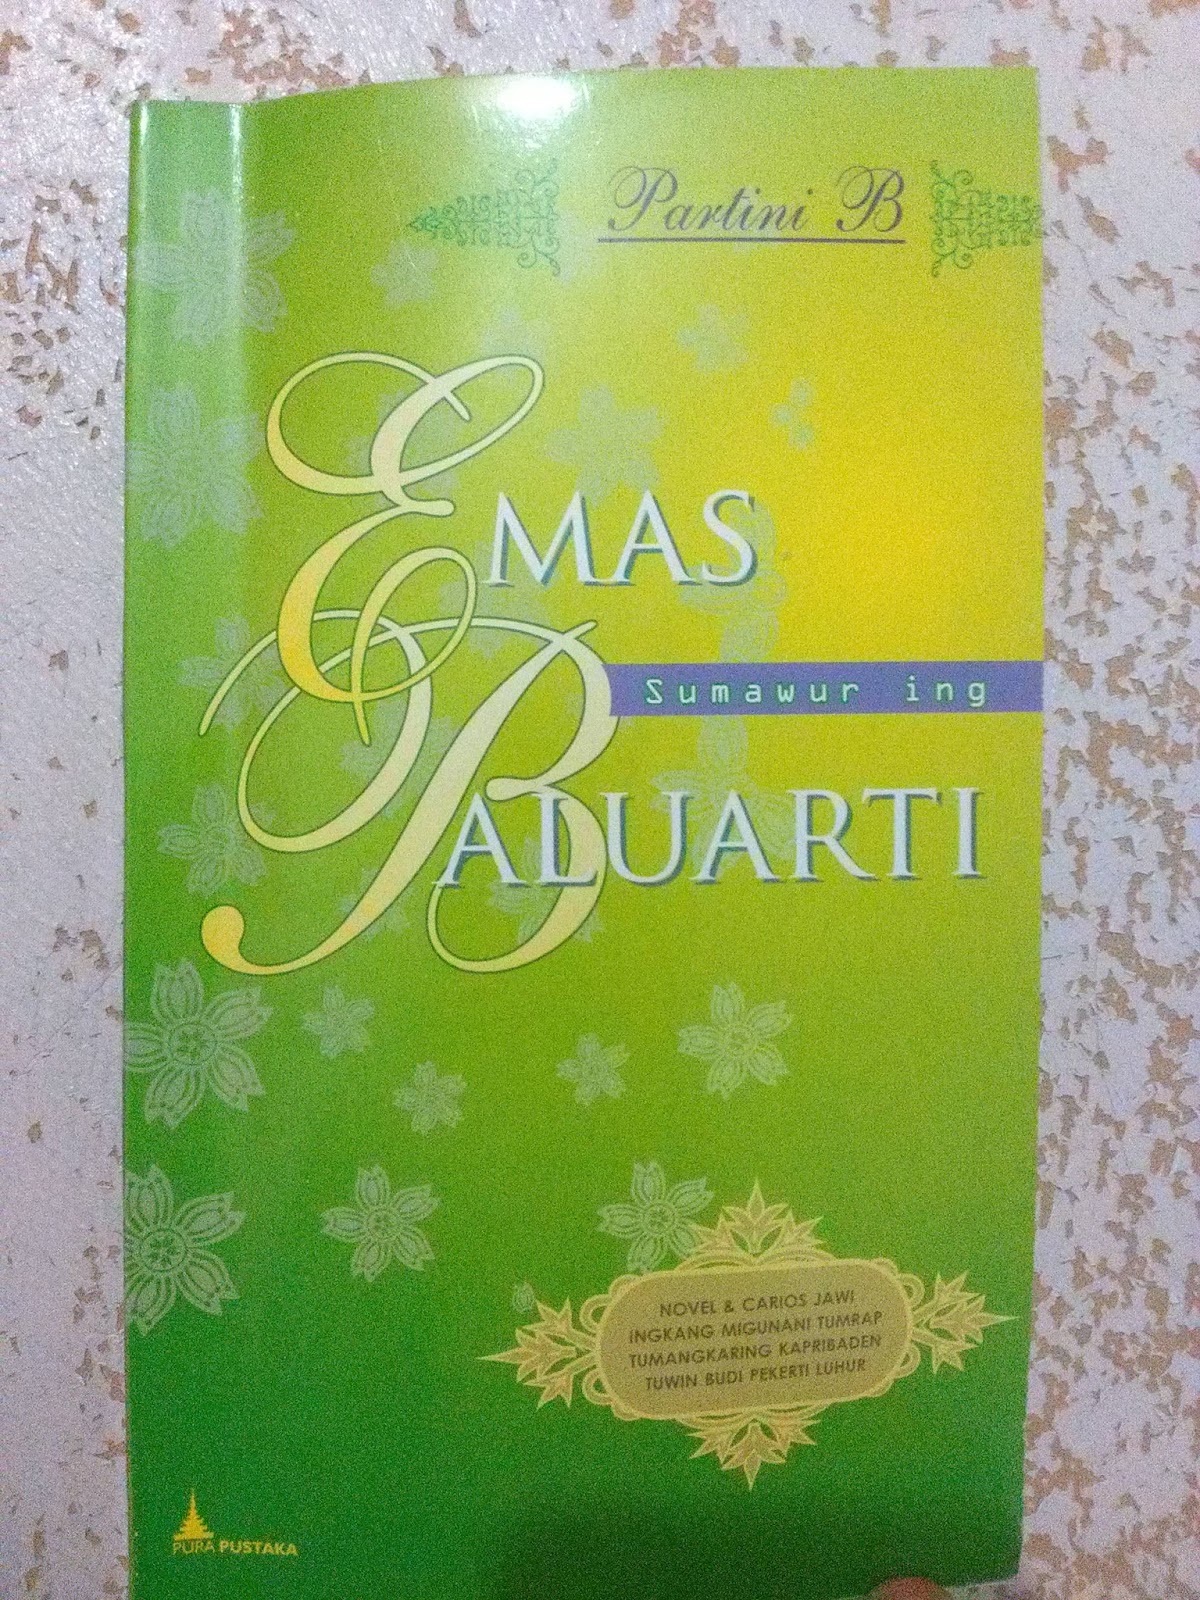 Partini B
EMAS
Sumawur ing
BALUARTI
NOVEL & CARIOS JAWI
INGKANG MIGUNANI TUMRAP
TUMANGKARING KAPRIBADEN
TUWIN BUDI PEKERTI LUHUR
PURA PUSTAKA